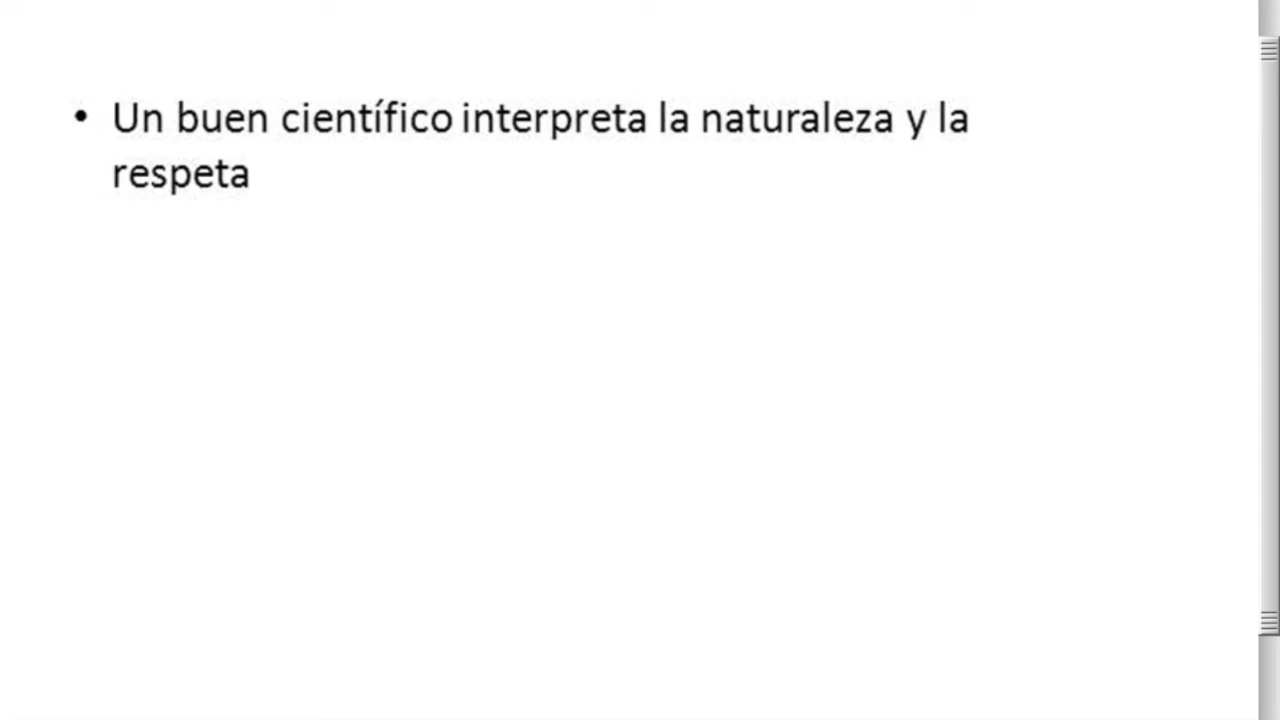 • Un buen científico interpreta la naturaleza y la
respeta